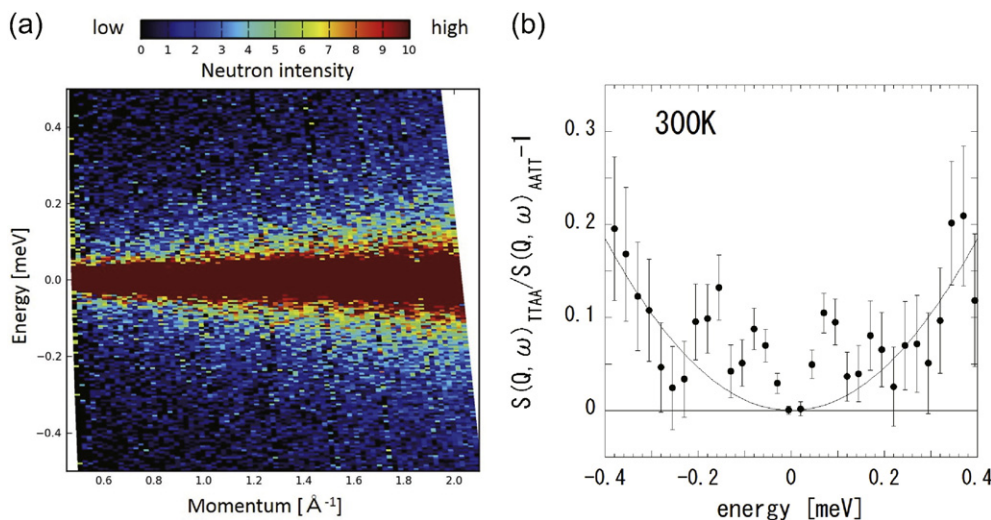 (a)
low
high
0 1 2 3 4 5 6 7 8 9 10
Neutron intensity
Energy [meV]
0.4
0.2
0.0
−0.2
−0.4
0.6 0.8 1.0 1.2 1.4 1.6 1.8 2.0
Momentum [Å⁻¹]
(b)
300K
S(Q, ω)TTAA/S(Q, ω)AATT-1
0.3
0.2
0.1
0
-0.4 -0.2 0 0.2 0.4
energy [meV]